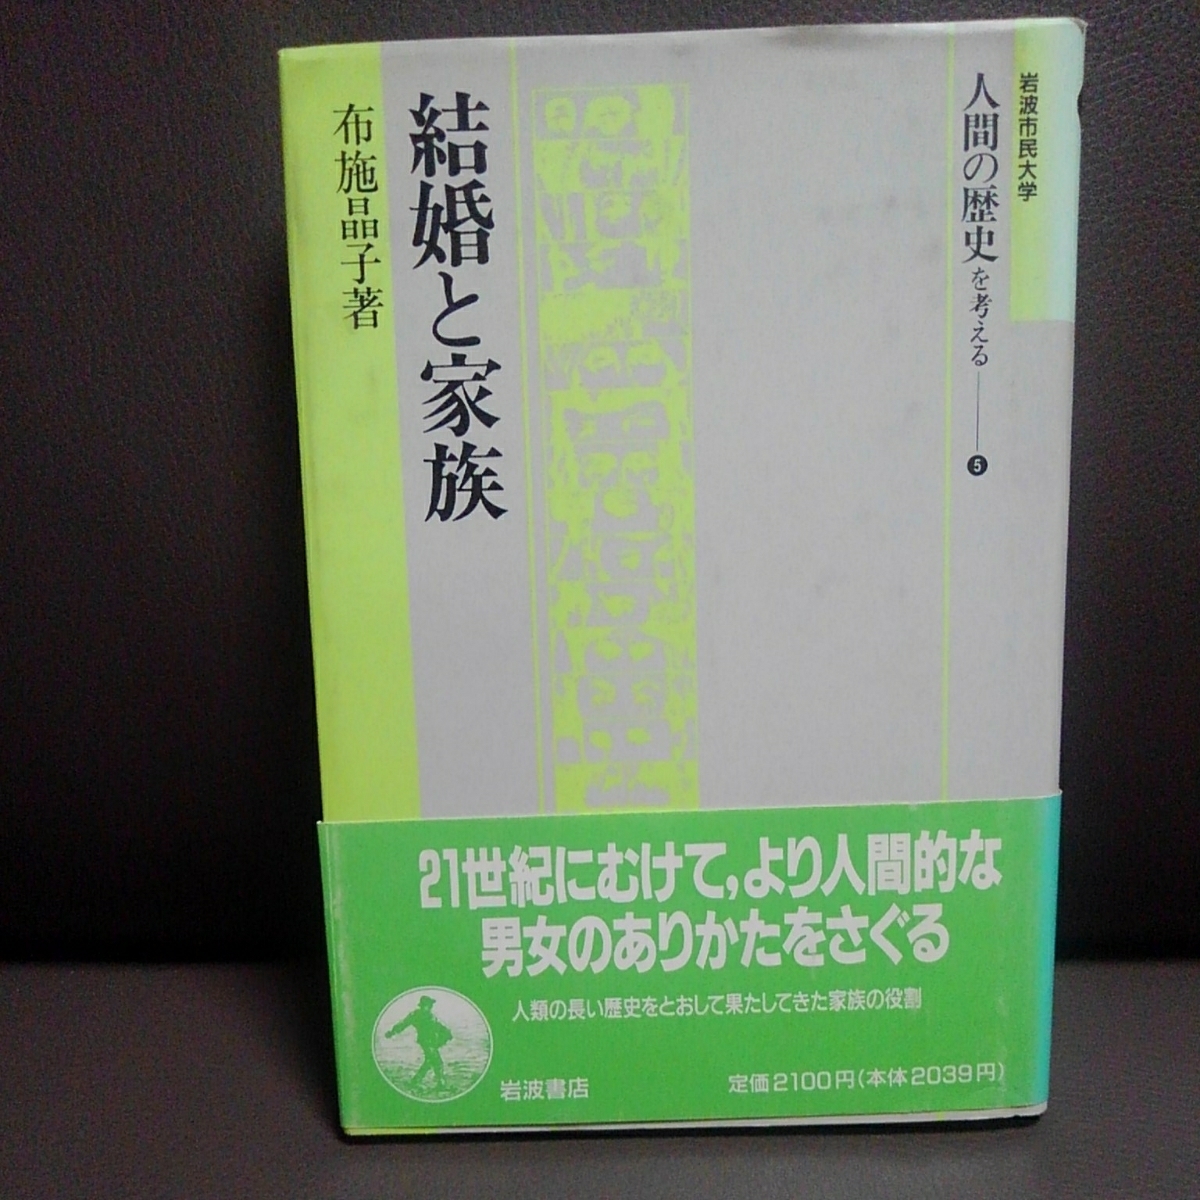 岩波市民大学
人間の歴史を考える——5
結婚と家族
布施晶子著
21世紀にむけて,より人間的な
男女のありかたをさぐる
人類の長い歴史をとおして果たしてきた家族の役割
岩波書店
定価2100円(本体2039円)